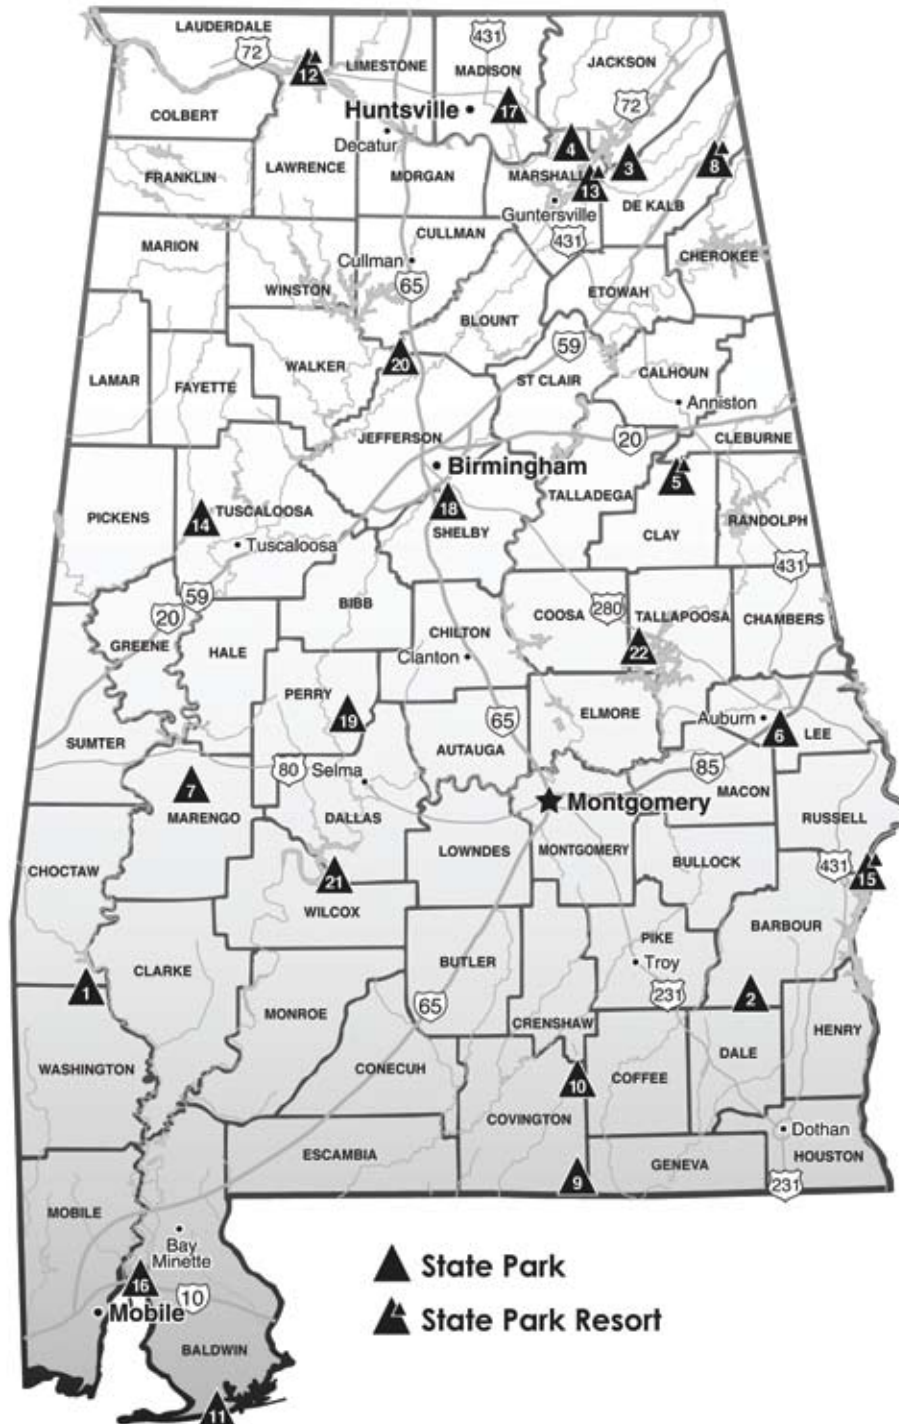 LAUDERDALE
72
12
LIMESTONE
431
MADISON
JACKSON
72
COLBERT
Huntsville
17
Decatur
4
3
8
FRANKLIN
LAWRENCE
MORGAN
MARSHALL
13
DE KALB
Guntersville
431
MARION
CULLMAN
Cullman
CHEROKEE
WINSTON
65
ETOWAH
BLOUNT
59
20
WALKER
LAMAR
FAYETTE
ST CLAIR
CALHOUN
Anniston
JEFFERSON
20
CLEBURNE
Birmingham
5
TALLADEGA
18
PICKENS
14
TUSCALOOSA
SHELBY
CLAY
RANDOLPH
Tuscaloosa
431
59
20
BIBB
COOSA
280
TALLAPOOSA
CHAMBERS
GREENE
HALE
CHILTON
22
Clanton
PERRY
19
65
ELMORE
Auburn
6
LEE
SUMTER
AUTAUGA
80
Selma
85
7
MACON
Montgomery
MARENGO
DALLAS
RUSSELL
CHOCTAW
LOWNDES
MONTGOMERY
BULLOCK
431
15
21
WILCOX
BARBOUR
CLARKE
BUTLER
PIKE
Troy
1
65
231
2
MONROE
CRENSHAW
HENRY
WASHINGTON
CONECUH
10
COFFEE
DALE
COVINGTON
Dothan
ESCAMBIA
GENEVA
HOUSTON
9
231
MOBILE
Bay
Minette
16
10
Mobile
BALDWIN
11
State Park
State Park Resort